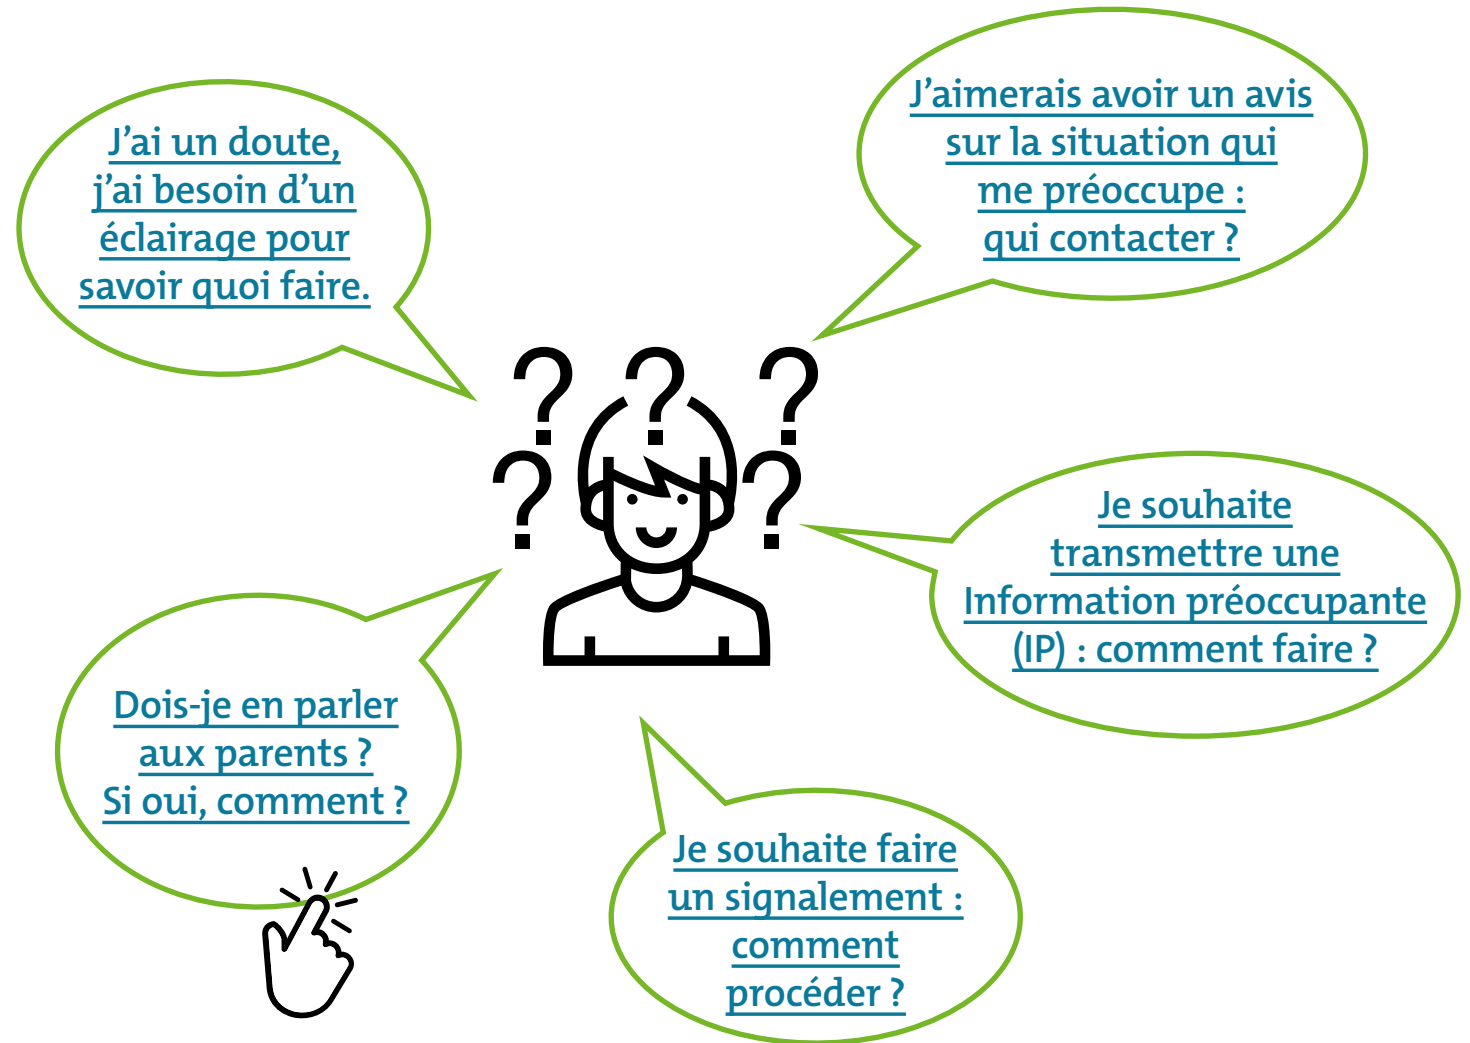 J'ai un doute,
j'ai besoin d'un
éclairage pour
savoir quoi faire.
J'aimerais avoir un avis
sur la situation qui
me préoccupe :
qui contacter ?
? ? ?
? ?
Je souhaite
transmettre une
Information préoccupante
(IP) : comment faire ?
Dois-je en parler
aux parents ?
Si oui, comment ?
Je souhaite faire
un signalement :
comment
procéder ?